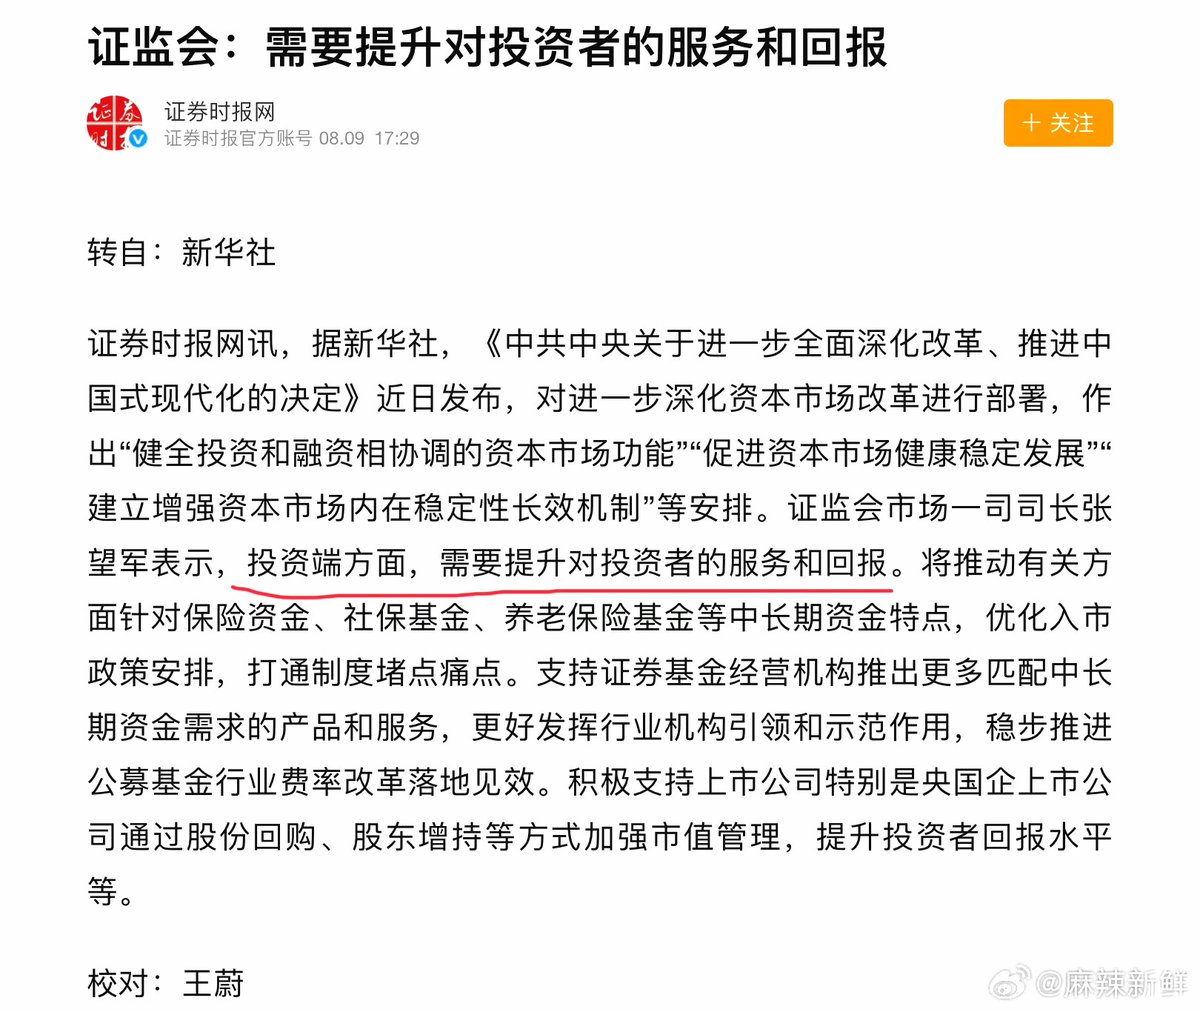 证监会：需要提升对投资者的服务和回报
证券时报网
证券时报官方账号 08.09 17:29
+ 关注
转自：新华社
证券时报网讯，据新华社，《中共中央关于进一步全面深化改革、推进中
国式现代化的决定》近日发布，对进一步深化资本市场改革进行部署，作
出“健全投资和融资相协调的资本市场功能”“促进资本市场健康稳定发展”“
建立增强资本市场内在稳定性长效机制”等安排。证监会市场一司司长张
望军表示，投资端方面，需要提升对投资者的服务和回报。将推动有关方
面针对保险资金、社保基金、养老保险基金等中长期资金特点，优化入市
政策安排，打通制度堵点痛点。支持证券基金经营机构推出更多匹配中长
期资金需求的产品和服务，更好发挥行业机构引领和示范作用，稳步推进
公募基金行业费率改革落地见效。积极支持上市公司特别是央国企上市公
司通过股份回购、股东增持等方式加强市值管理，提升投资者回报水平
等。
校对：王蔚
@麻辣新鲜